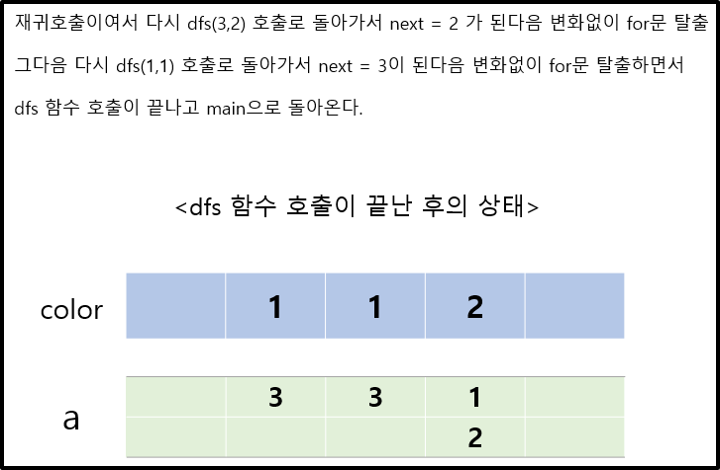 재귀호출이여서 다시 dfs(3,2) 호출로 돌아가서 next = 2 가 된다음 변화없이 for문 탈출
그다음 다시 dfs(1,1) 호출로 돌아가서 next = 3이 된다음 변화없이 for문 탈출하면서
dfs 함수 호출이 끝나고 main으로 돌아온다.
<dfs 함수 호출이 끝난 후의 상태>
color 1 1 2
a 3 3 1
2